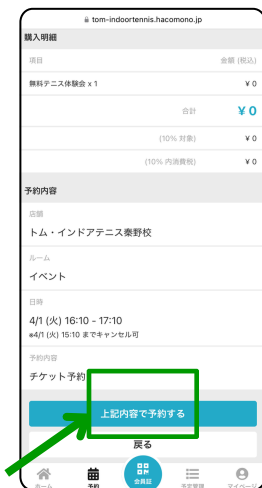 tom-indoortennis.hacomono.jp
購入明細
項目 金額 (税込)
無料テニス体験会 x 1 ¥ 0
合計 ¥ 0
(10% 対象) ¥ 0
(10% 内消費税) ¥ 0
予約内容
店舗
トム・インドアテニス秦野校
ルーム
イベント
日時
4/1 (火) 16:10 - 17:10
※4/1 (火) 15:10 までキャンセル可
予約内容
チケット予約
上記内容で予約する
戻る
ホーム 予約 会員証 予定管理 マイページ